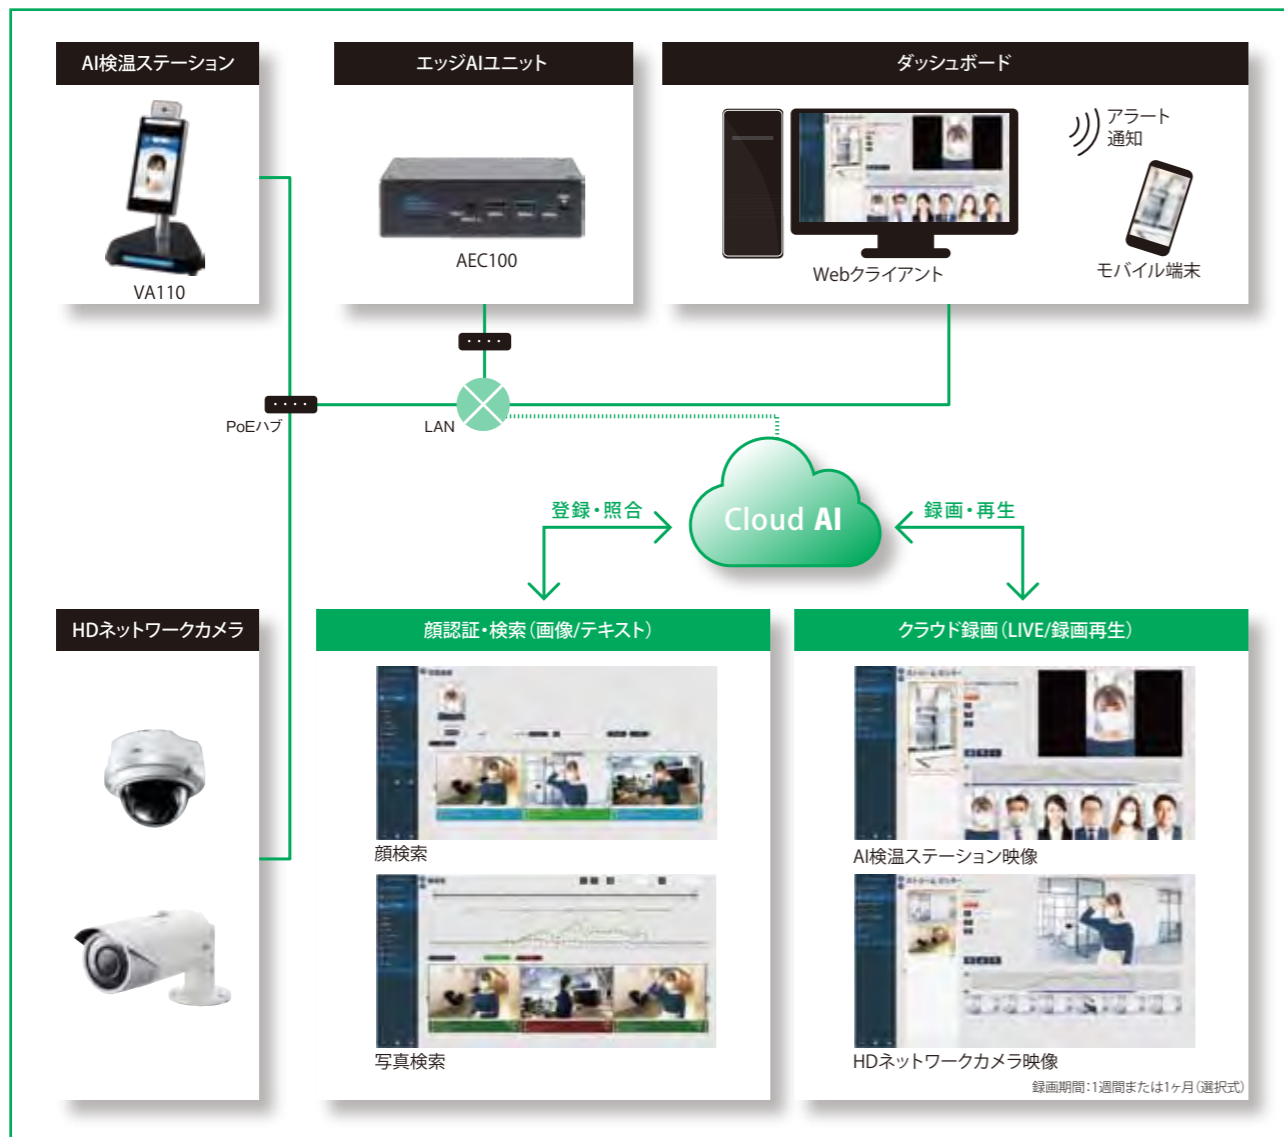 AI検温ステーション
VA110
エッジAIユニット
AEC100
ダッシュボード
アラート
通知
Webクライアント
モバイル端末
PoEハブ
LAN
Cloud AI
登録・照合
録画・再生
HDネットワークカメラ
顔認証・検索(画像/テキスト)
顔検索
写真検索
クラウド録画(LIVE/録画再生)
AI検温ステーション映像
HDネットワークカメラ映像
録画期間:1週間または1ヶ月(選択式)